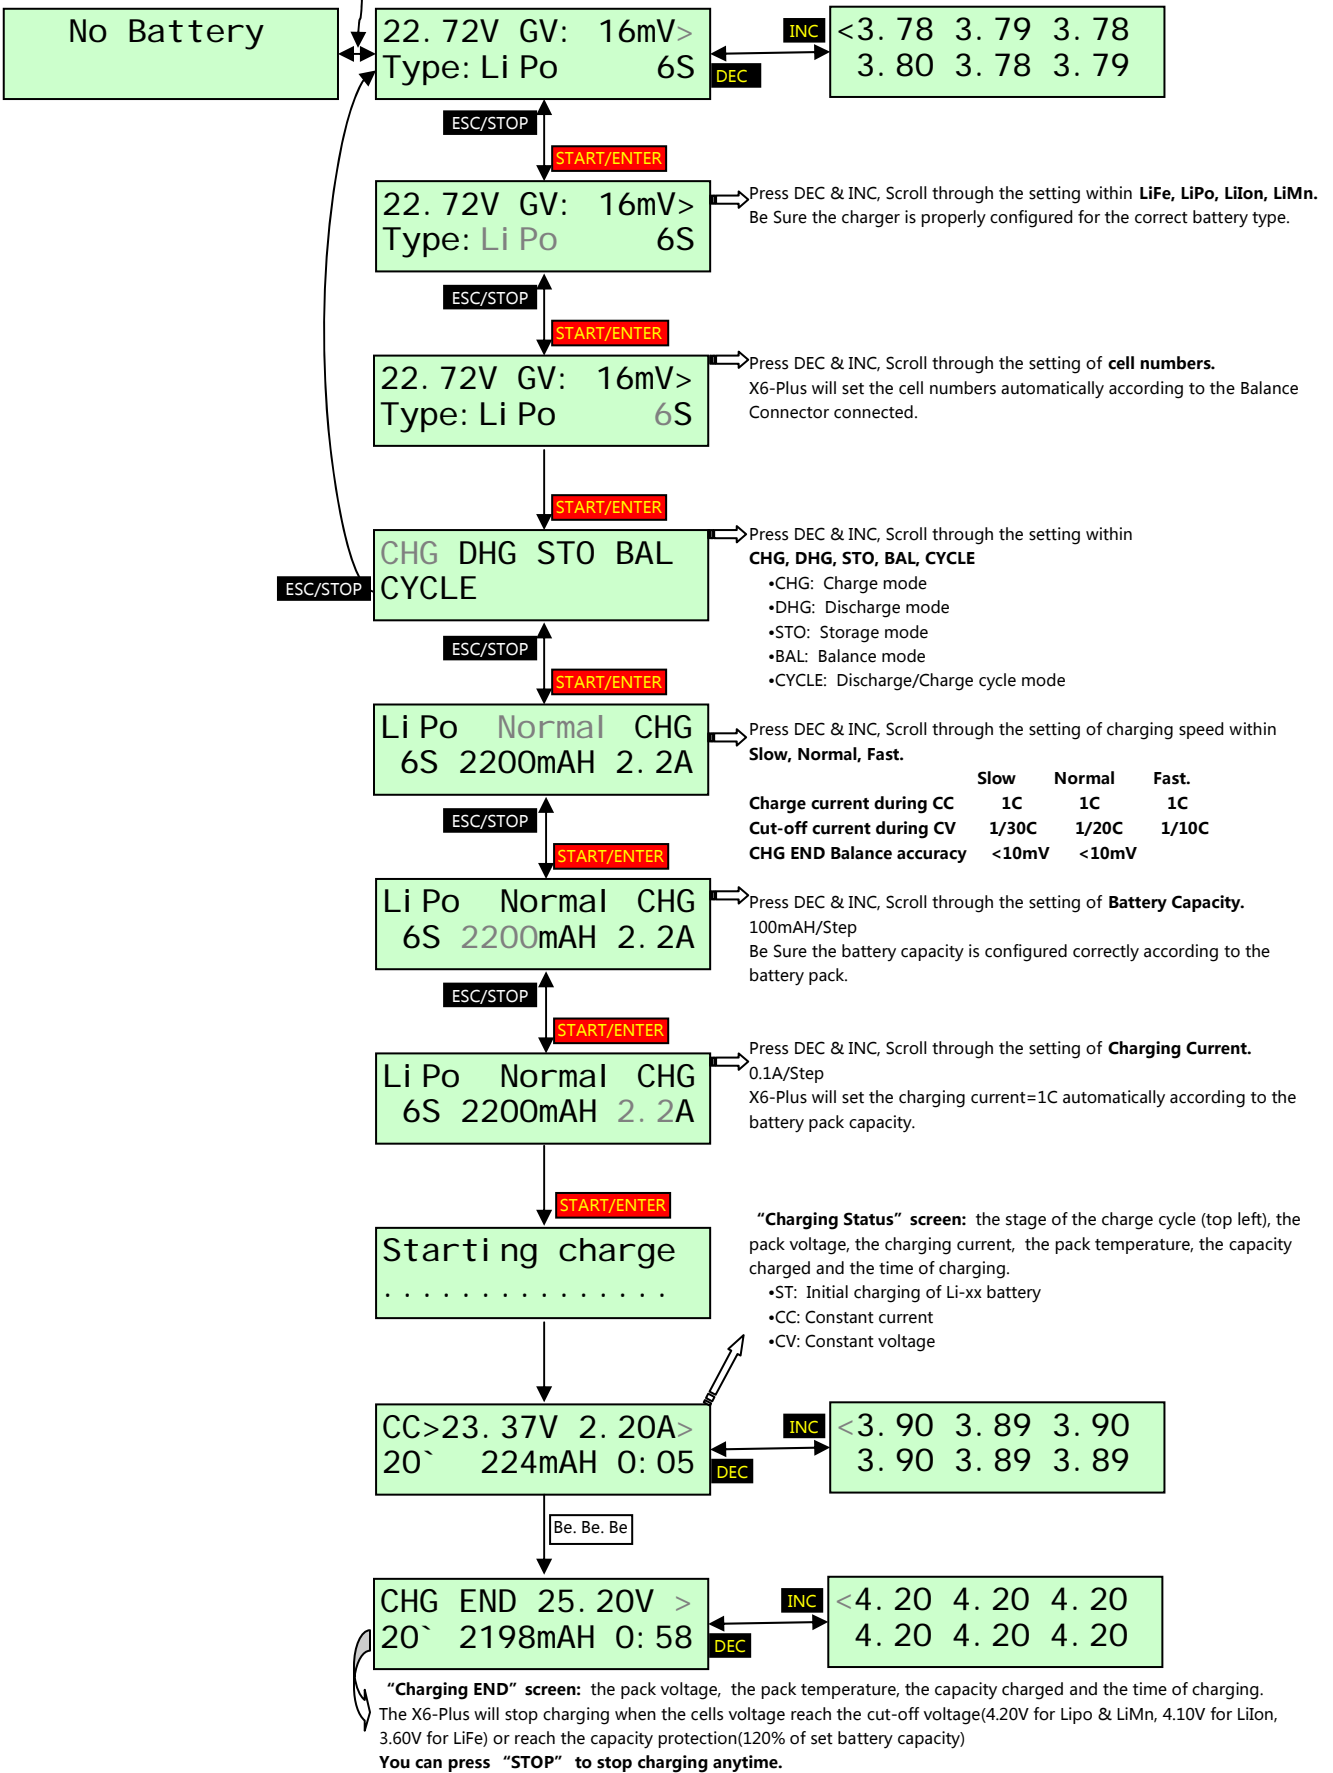 No Battery
22. 72V GV: 16mV>
Type: Li Po 6S
INC
DEC
<3. 78 3. 79 3. 78
3. 80 3. 78 3. 79
ESC/STOP
START/ENTER
22. 72V GV: 16mV>
Type: Li Po 6S
Press DEC & INC, Scroll through the setting within LiFe, LiPo, LiIon, LiMn.
Be Sure the charger is properly configured for the correct battery type.
ESC/STOP
START/ENTER
22. 72V GV: 16mV>
Type: Li Po 6S
Press DEC & INC, Scroll through the setting of cell numbers.
X6-Plus will set the cell numbers automatically according to the Balance
Connector connected.
START/ENTER
CHG DHG STO BAL
CYCLE
ESC/STOP
Press DEC & INC, Scroll through the setting within
CHG, DHG, STO, BAL, CYCLE
•CHG: Charge mode
•DHG: Discharge mode
•STO: Storage mode
•BAL: Balance mode
•CYCLE: Discharge/Charge cycle mode
ESC/STOP
START/ENTER
Li Po Normal CHG
6S 2200mAH 2. 2A
Press DEC & INC, Scroll through the setting of charging speed within
Slow, Normal, Fast.
Slow Normal Fast.
Charge current during CC 1C 1C 1C
Cut-off current during CV 1/30C 1/20C 1/10C
CHG END Balance accuracy <10mV <10mV
ESC/STOP
START/ENTER
Li Po Normal CHG
6S 2200mAH 2. 2A
Press DEC & INC, Scroll through the setting of Battery Capacity.
100mAH/Step
Be Sure the battery capacity is configured correctly according to the
battery pack.
ESC/STOP
START/ENTER
Li Po Normal CHG
6S 2200mAH 2. 2A
Press DEC & INC, Scroll through the setting of Charging Current.
0.1A/Step
X6-Plus will set the charging current=1C automatically according to the
battery pack capacity.
START/ENTER
Starting charge
. . . . . . . . . . . . . . .
“Charging Status” screen: the stage of the charge cycle (top left), the
pack voltage, the charging current, the pack temperature, the capacity
charged and the time of charging.
•ST: Initial charging of Li-xx battery
•CC: Constant current
•CV: Constant voltage
CC>23. 37V 2. 20A>
20` 224mAH 0: 05
INC
DEC
<3. 90 3. 89 3. 90
3. 90 3. 89 3. 89
Be. Be. Be
CHG END 25. 20V >
20` 2198mAH 0: 58
INC
DEC
<4. 20 4. 20 4. 20
4. 20 4. 20 4. 20
“Charging END” screen: the pack voltage, the pack temperature, the capacity charged and the time of charging.
The X6-Plus will stop charging when the cells voltage reach the cut-off voltage(4.20V for Lipo & LiMn, 4.10V for LiIon,
3.60V for LiFe) or reach the capacity protection(120% of set battery capacity)
You can press “STOP” to stop charging anytime.